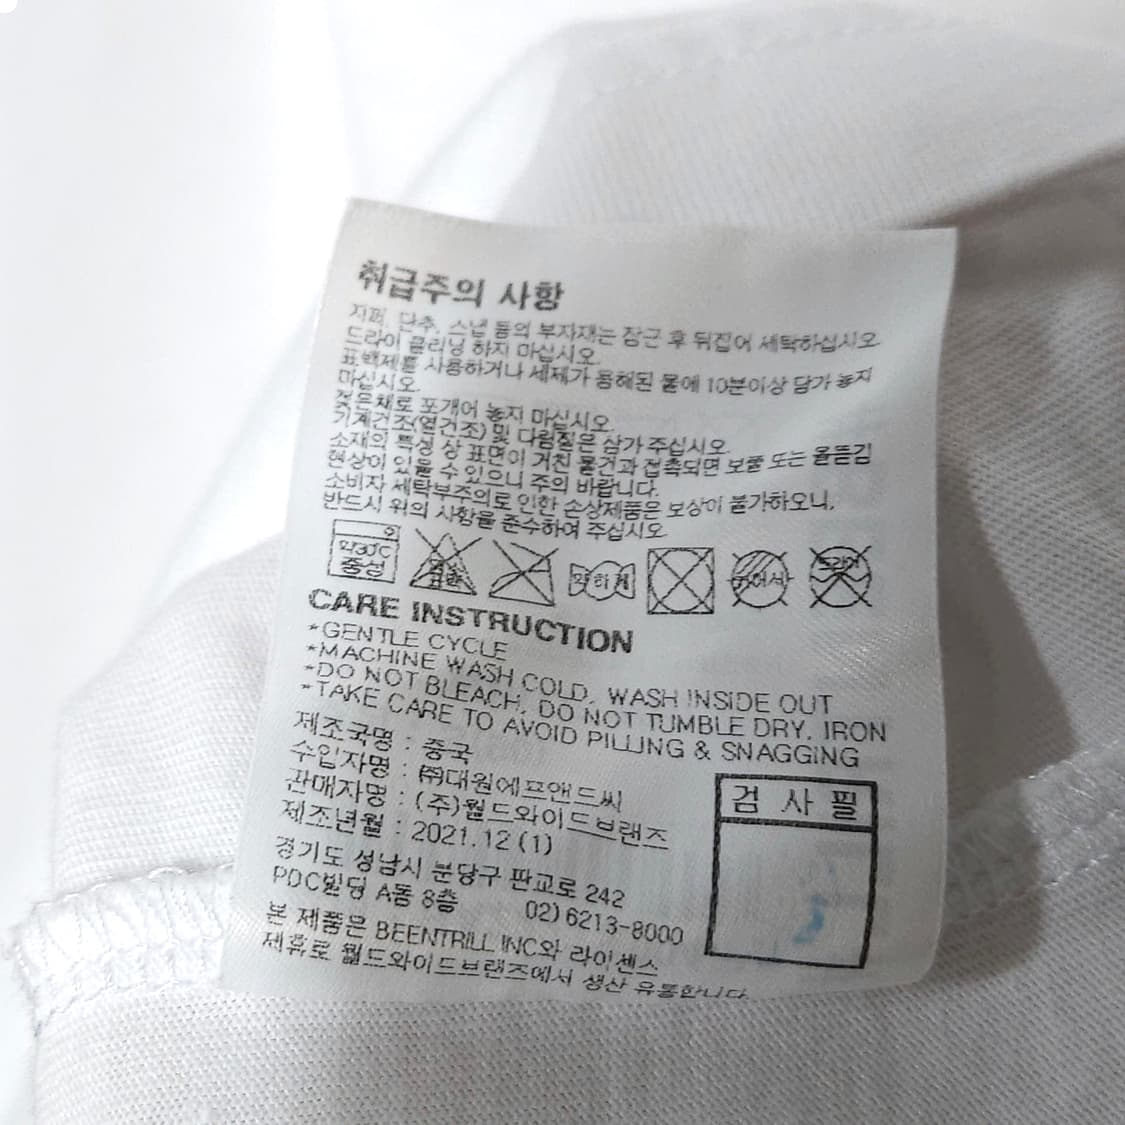 취급주의 사항
지퍼, 단추, 스냅 등의 부자재는 잠근 후 뒤집어 세탁하십시오.
드라이 클리닝 하지 마십시오.
표백제를 사용하거나 세제가 용해된 물에 10분이상 담가 놓지
마십시오.
젖은채로 포개어 놓지 마십시오.
기계건조(열건조) 및 다림질은 삼가 주십시오.
소재의 특성 상 표면이 거친 물건과 접촉되면 보풀 또는 올뜯김
현상이 있을 수 있으니 주의 바랍니다.
소비자 세탁부주의로 인한 손상제품은 보상이 불가하오니,
반드시 위의 사항을 준수하여 주십시오.
약30℃
중성
표백
약하게
드라이
CARE INSTRUCTION
*GENTLE CYCLE
*MACHINE WASH COLD, WASH INSIDE OUT
*DO NOT BLEACH, DO NOT TUMBLE DRY, IRON
*TAKE CARE TO AVOID PILLING & SNAGGING
제조국명 : 중국
수입자명 : ㈜대원에프앤드씨
판매자명 : (주)월드와이드브랜즈
제조년월 : 2021.12 (1)
경기도 성남시 분당구 판교로 242
PDC빌딩 A동 8층 02) 6213-8000
본 제품은 BEENTRILL INC와 라이센스
제휴로 월드와이드브랜즈에서 생산 유통합니다.
검 사 필